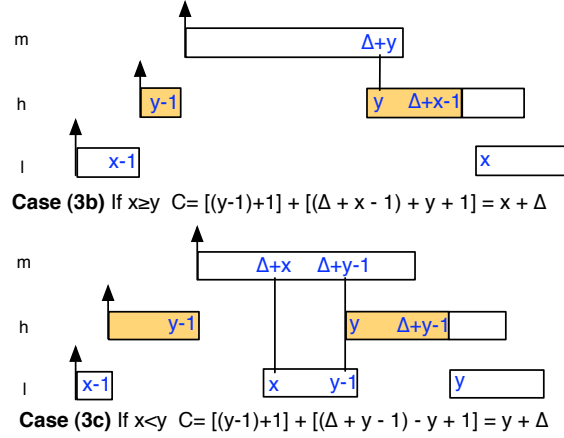 m
Δ+y
h
y-1
y
Δ+x-1
l
x-1
x
Case (3b) If x≥y C= [(y-1)+1] + [(Δ + x - 1) + y + 1] = x + Δ
m
Δ+x
Δ+y-1
h
y-1
y
Δ+y-1
l
x-1
x
y-1
y
Case (3c) If x<y C= [(y-1)+1] + [(Δ + y - 1) - y + 1] = y + Δ